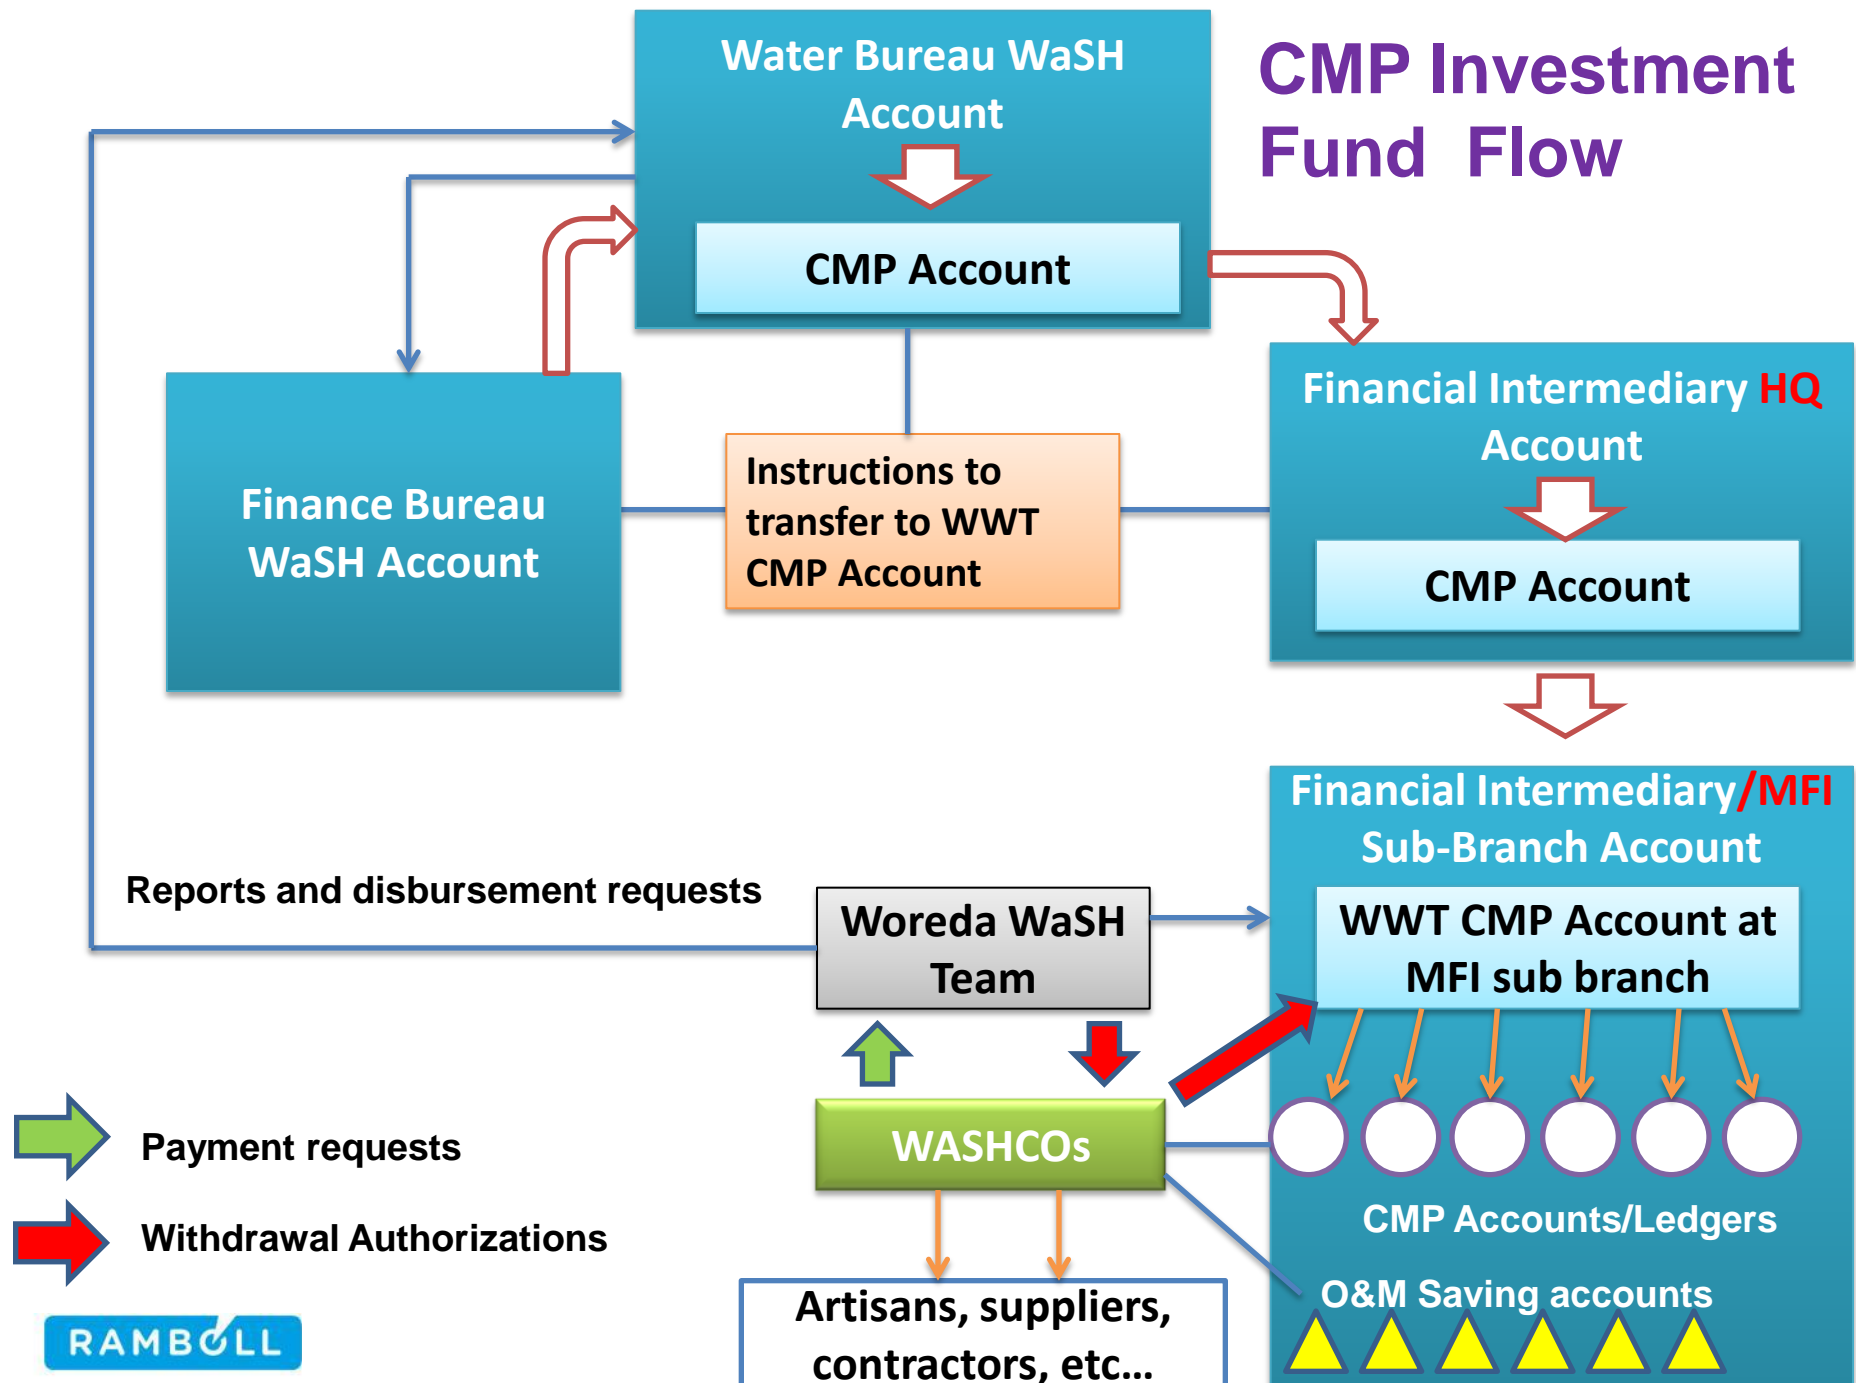 CMP Investment
Fund Flow
Water Bureau WaSH
Account
CMP Account
Financial Intermediary HQ
Account
CMP Account
Finance Bureau
WaSH Account
Instructions to
transfer to WWT
CMP Account
Financial Intermediary/MFI
Sub-Branch Account
WWT CMP Account at
MFI sub branch
Reports and disbursement requests
Woreda WaSH
Team
WASHCOs
Payment requests
Withdrawal Authorizations
CMP Accounts/Ledgers
O&M Saving accounts
Artisans, suppliers,
contractors, etc...
RAMBOLL